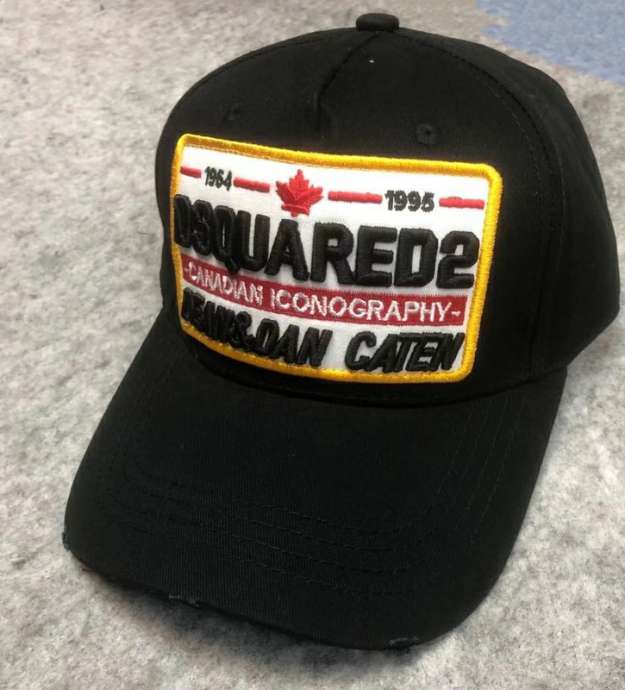 1964 1995
DSQUARED2
-CANADIAN ICONOGRAPHY-
DEAN&DAN CATEN